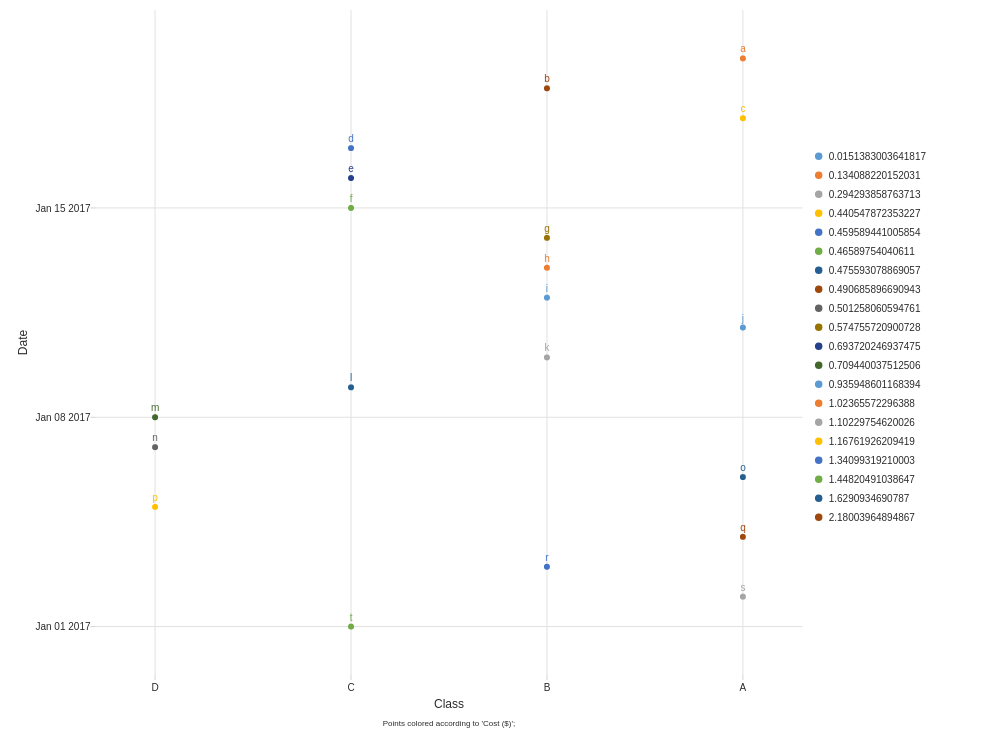 a
b
c
d
e
f
Jan 15 2017
g
h
i
j
k
l
m
Jan 08 2017
n
o
p
q
r
s
t
Jan 01 2017
D C B A
Class
Date
Points colored according to 'Cost ($)';
0.0151383003641817
0.134088220152031
0.294293858763713
0.440547872353227
0.459589441005854
0.46589754040611
0.475593078869057
0.490685896690943
0.501258060594761
0.574755720900728
0.693720246937475
0.709440037512506
0.935948601168394
1.02365572296388
1.10229754620026
1.16761926209419
1.34099319210003
1.44820491038647
1.6290934690787
2.18003964894867